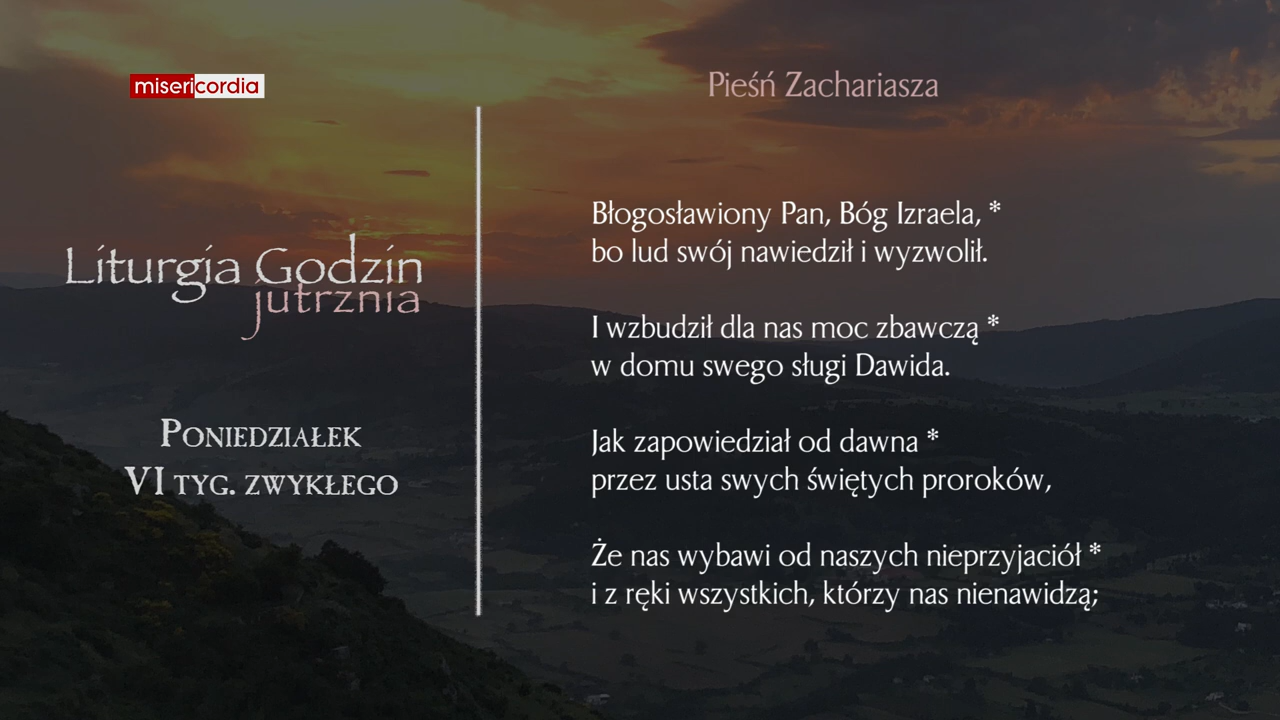 misericordia
Liturgia Godzin
jutrznia
Poniedziałek
VI tyg. zwykłego
Pieśń Zachariasza
Błogosławiony Pan, Bóg Izraela, *
bo lud swój nawiedził i wyzwolił.
I wzbudził dla nas moc zbawczą *
w domu swego sługi Dawida.
Jak zapowiedział od dawna *
przez usta swych świętych proroków,
Że nas wybawi od naszych nieprzyjaciół *
i z ręki wszystkich, którzy nas nienawidzą;